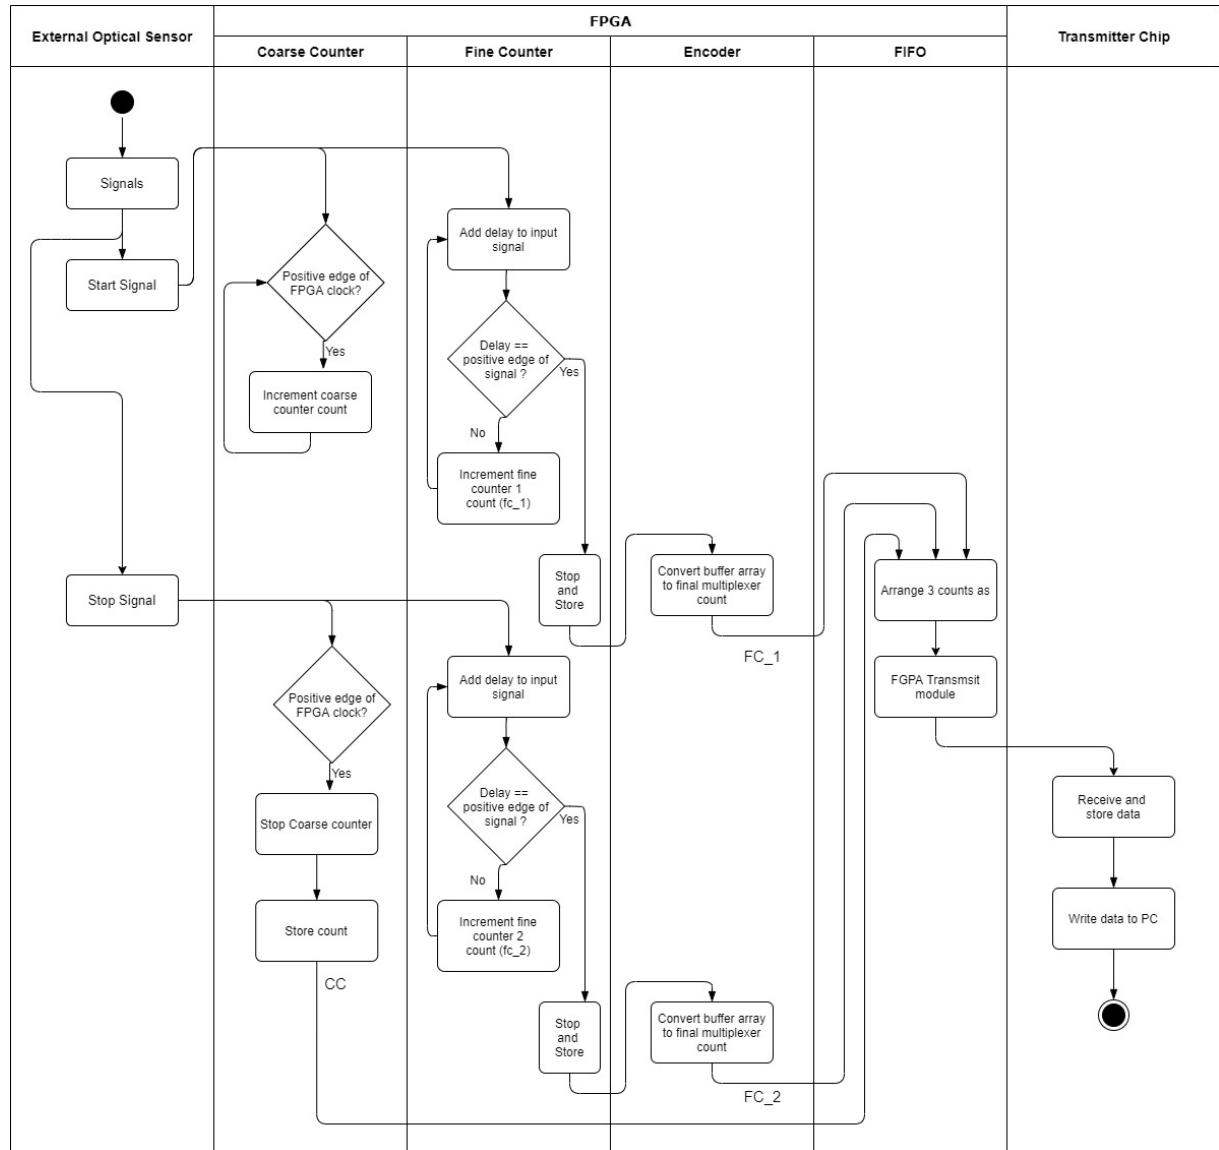 FPGA
External Optical Sensor
Coarse Counter
Fine Counter
Encoder
FIFO
Transmitter Chip
Signals
Start Signal
Positive edge of
FPGA clock?
Yes
Increment coarse
counter count
Add delay to input
signal
Delay ==
positive edge of
signal ?
Yes
No
Increment fine
counter 1
count (fc_1)
Stop
and
Store
Convert buffer array
to final multiplexer
count
FC_1
Arrange 3 counts as
FGPA Transmsit
module
Stop Signal
Positive edge of
FPGA clock?
Yes
Stop Coarse counter
Store count
CC
Add delay to input
signal
Delay ==
positive edge of
signal ?
Yes
No
Increment fine
counter 2
count (fc_2)
Stop
and
Store
Convert buffer array
to final multiplexer
count
FC_2
Receive and
store data
Write data to PC